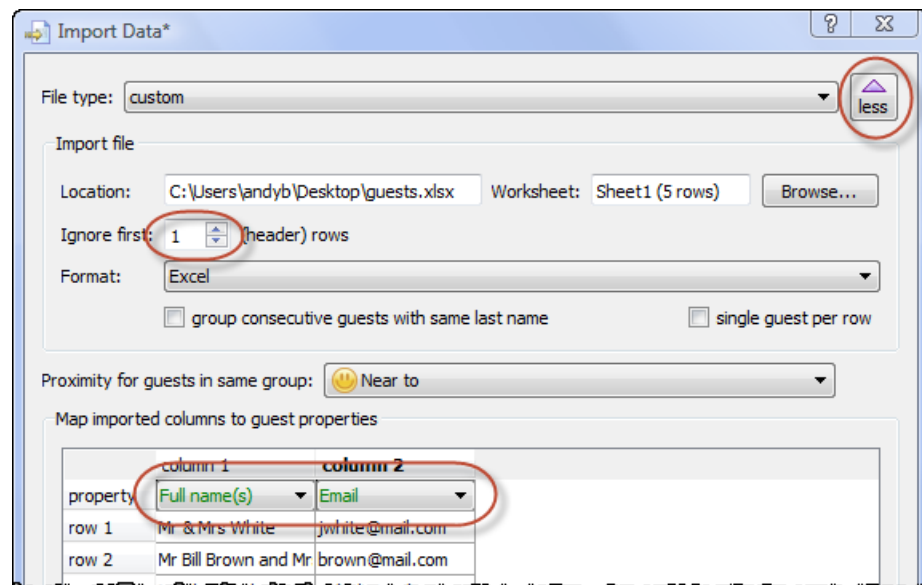 Import Data*
File type: custom less
Import file
Location: C:\Users\andyb\Desktop\guests.xlsx Worksheet: Sheet1 (5 rows) Browse...
Ignore first: 1 (header) rows
Format: Excel
group consecutive guests with same last name single guest per row
Proximity for guests in same group: Near to
Map imported columns to guest properties
column 1 column 2
property Full name(s) Email
row 1 Mr & Mrs White jwhite@mail.com
row 2 Mr Bill Brown and Mr brown@mail.com